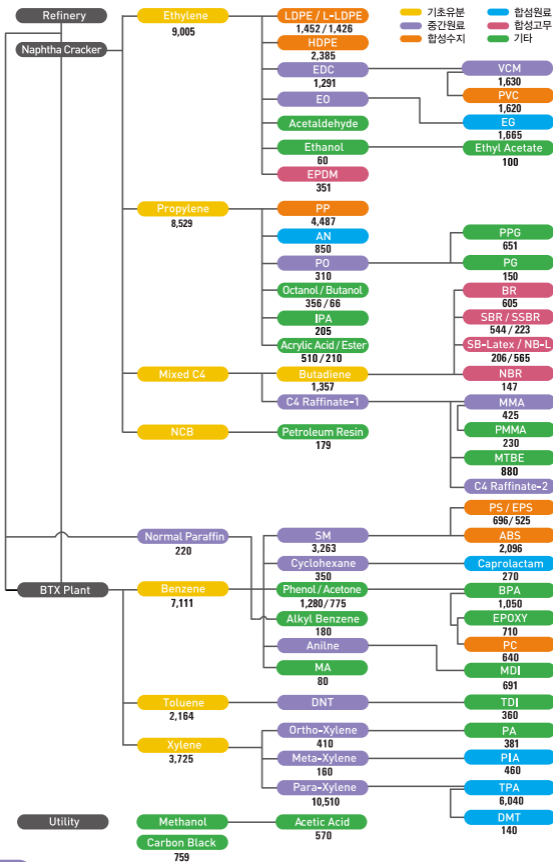 기초유분
합섬원료
중간원료
합성고무
합성수지
기타
Refinery
Naphtha Cracker
Ethylene
9,005
LDPE / L-LDPE
1,452 / 1,426
HDPE
2,385
EDC
1,291
VCM
1,630
PVC
1,620
EO
EG
1,665
Acetaldehyde
Ethanol
60
Ethyl Acetate
100
EPDM
351
Propylene
8,529
PP
4,487
AN
850
PO
310
PPG
651
PG
150
Octanol / Butanol
356 / 66
IPA
205
Acrylic Acid / Ester
510 / 210
Mixed C4
Butadiene
1,357
BR
605
SBR / SSBR
544 / 223
SB-Latex / NB-L
206/565
NBR
147
C4 Raffinate-1
MMA
425
PMMA
230
MTBE
880
C4 Raffinate-2
NCB
Petroleum Resin
179
Normal Paraffin
220
BTX Plant
Benzene
7,111
SM
3,263
PS / EPS
696/ 525
ABS
2,096
Cyclohexane
350
Caprolactam
270
Phenol / Acetone
1,280 / 775
BPA
1,050
EPOXY
710
PC
640
Alkyl Benzene
180
Anilne
MDI
691
MA
80
Toluene
2,164
DNT
TDI
360
Xylene
3,725
Ortho-Xylene
410
PA
381
Meta-Xylene
160
PIA
460
Para-Xylene
10,510
TPA
6,040
DMT
140
Utility
Methanol
Acetic Acid
570
Carbon Black
759